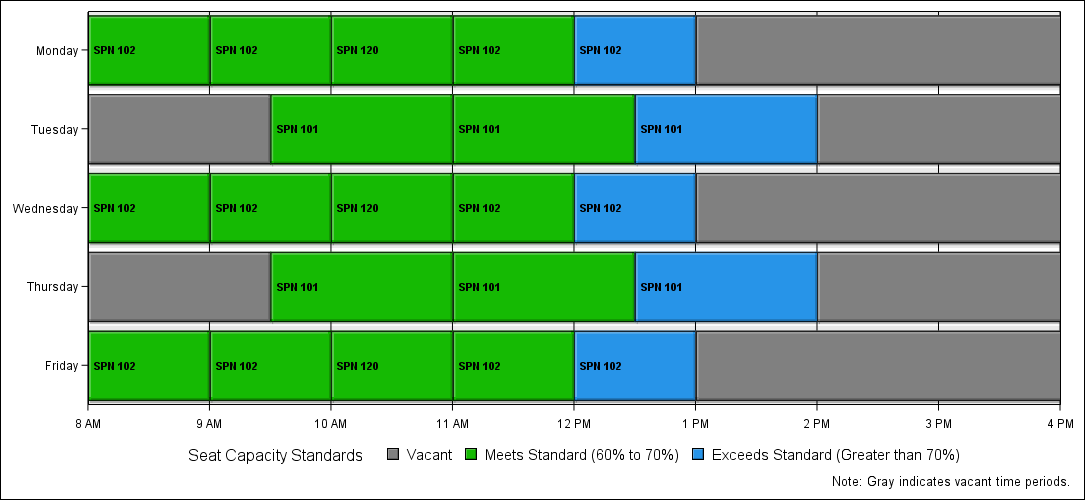 Monday SPN 102 SPN 102 SPN 120 SPN 102 SPN 102
Tuesday SPN 101 SPN 101 SPN 101
Wednesday SPN 102 SPN 102 SPN 120 SPN 102 SPN 102
Thursday SPN 101 SPN 101 SPN 101
Friday SPN 102 SPN 102 SPN 120 SPN 102 SPN 102
8 AM 9 AM 10 AM 11 AM 12 PM 1 PM 2 PM 3 PM 4 PM
Seat Capacity Standards Vacant Meets Standard (60% to 70%) Exceeds Standard (Greater than 70%)
Note: Gray indicates vacant time periods.